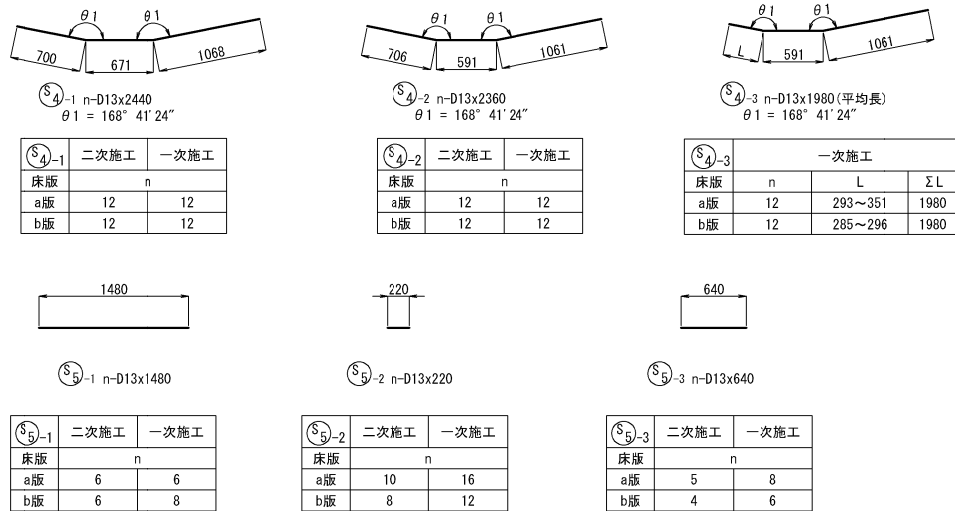 θ1 θ1
700 671 1068
S4-1 n-D13x2440
θ1 = 168° 41' 24″
S4-1 二次施工 一次施工
床版 n
a版 12 12
b版 12 12
θ1 θ1
706 591 1061
S4-2 n-D13x2360
θ1 = 168° 41' 24″
S4-2 二次施工 一次施工
床版 n
a版 12 12
b版 12 12
θ1 θ1
L 591 1061
S4-3 n-D13x1980(平均長)
θ1 = 168° 41' 24″
S4-3 一次施工
床版 n L ΣL
a版 12 293～351 1980
b版 12 285～296 1980
1480
S5-1 n-D13x1480
S5-1 二次施工 一次施工
床版 n
a版 6 6
b版 6 8
220
S5-2 n-D13x220
S5-2 二次施工 一次施工
床版 n
a版 10 16
b版 8 12
640
S5-3 n-D13x640
S5-3 二次施工 一次施工
床版 n
a版 5 8
b版 4 6